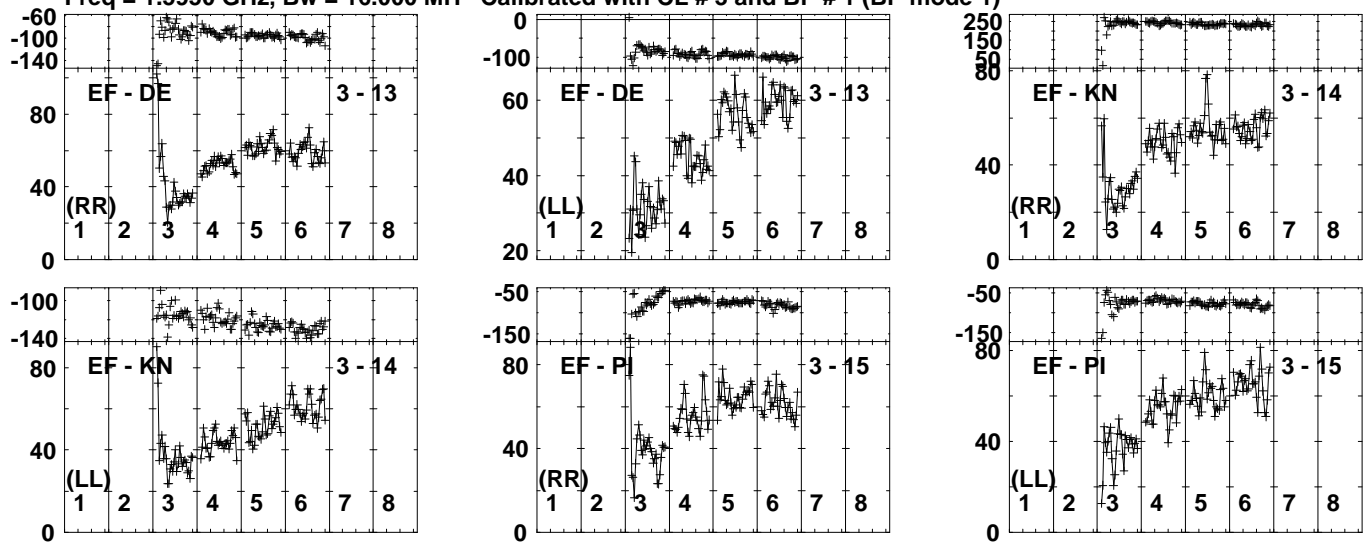 Freq = GHz, Bw = 16.000 MH Calibrated with CL # 3 and BP # 1 (BP mode 1)
-60
-100
-140
EF - DE 3 - 13
80
40
0
(RR)
1 2 3 4 5 6 7 8
0
-100
EF - DE 3 - 13
60
40
20
(LL)
1 2 3 4 5 6 7 8
250
150
50
EF - KN 3 - 14
80
40
0
(RR)
1 2 3 4 5 6 7 8
-100
-140
EF - KN 3 - 14
80
40
0
(LL)
1 2 3 4 5 6 7 8
-50
-150
EF - PI 3 - 15
80
40
0
(RR)
1 2 3 4 5 6 7 8
-50
-150
EF - PI 3 - 15
80
40
0
(LL)
1 2 3 4 5 6 7 8